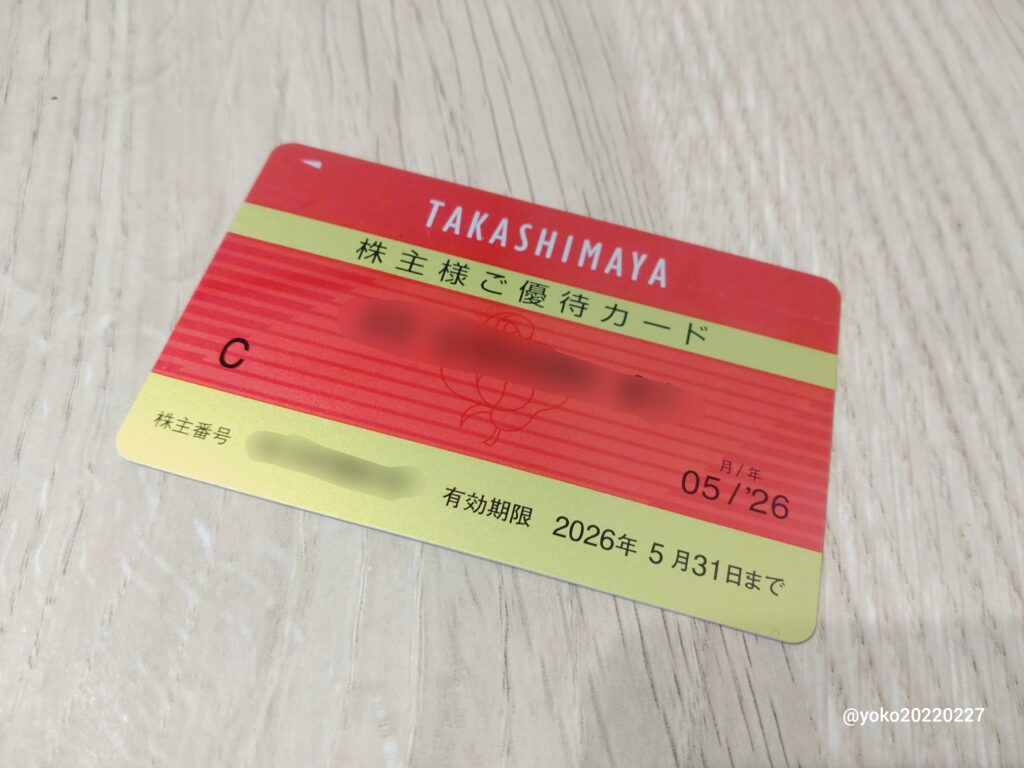 TAKASHIMAYA
株主様ご優待カード
C
株主番号
月/年
05/'26
有効期限 2026年 5月31日まで
@yoko20220227